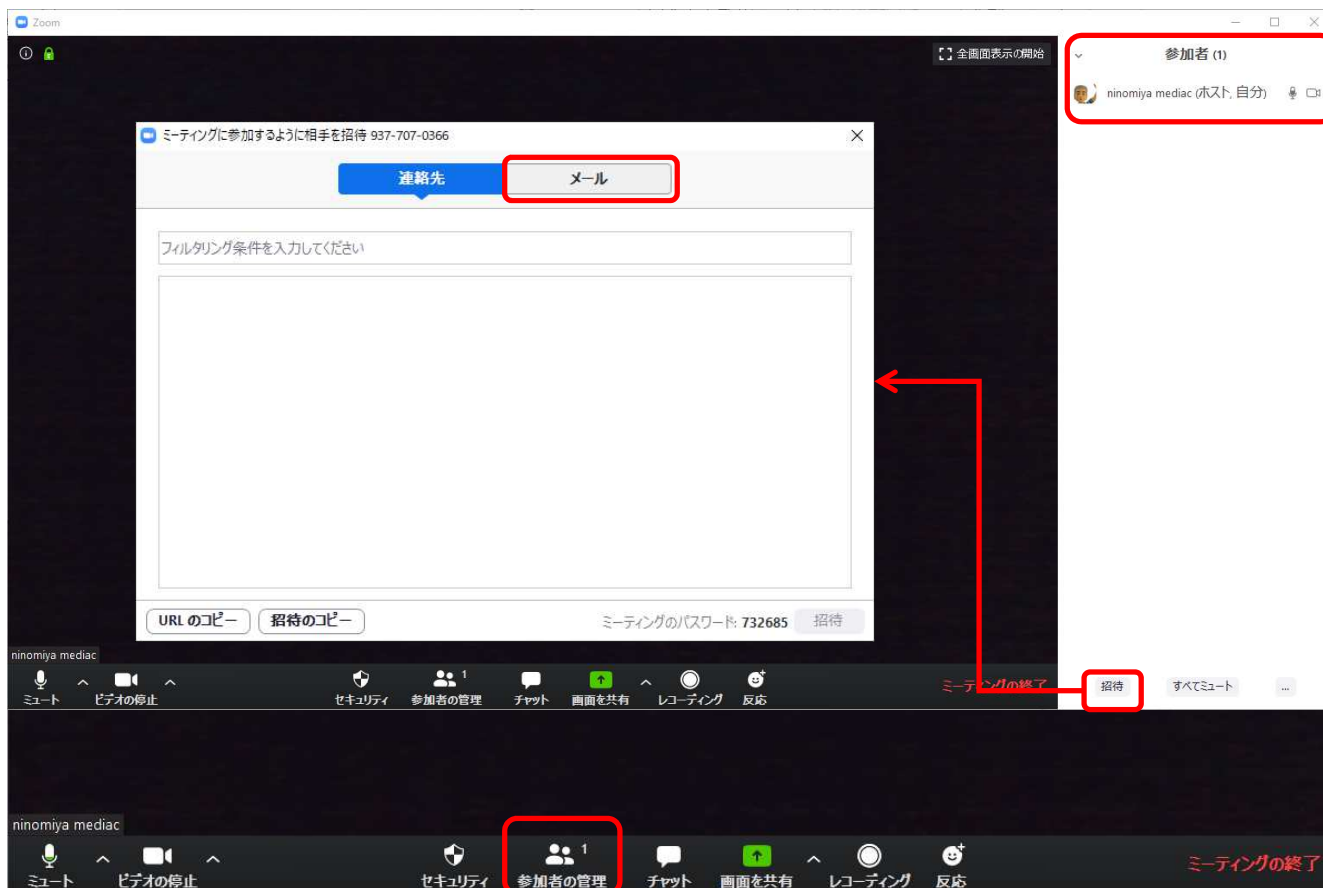 Zoom
全画面表示の開始
参加者 (1)
ninomiya mediac (ホスト, 自分)
ミーティングに参加するように相手を招待 937-707-0366
連絡先
メール
フィルタリング条件を入力してください
URL のコピー
招待のコピー
ミーティングのパスワード: 732685
招待
ninomiya mediac
ミュート
ビデオの停止
セキュリティ
参加者の管理
1
チャット
画面を共有
レコーディング
反応
ミーティングの終了
招待
すべてミュート
...
ninomiya mediac
ミュート
ビデオの停止
セキュリティ
参加者の管理
1
チャット
画面を共有
レコーディング
反応
ミーティングの終了